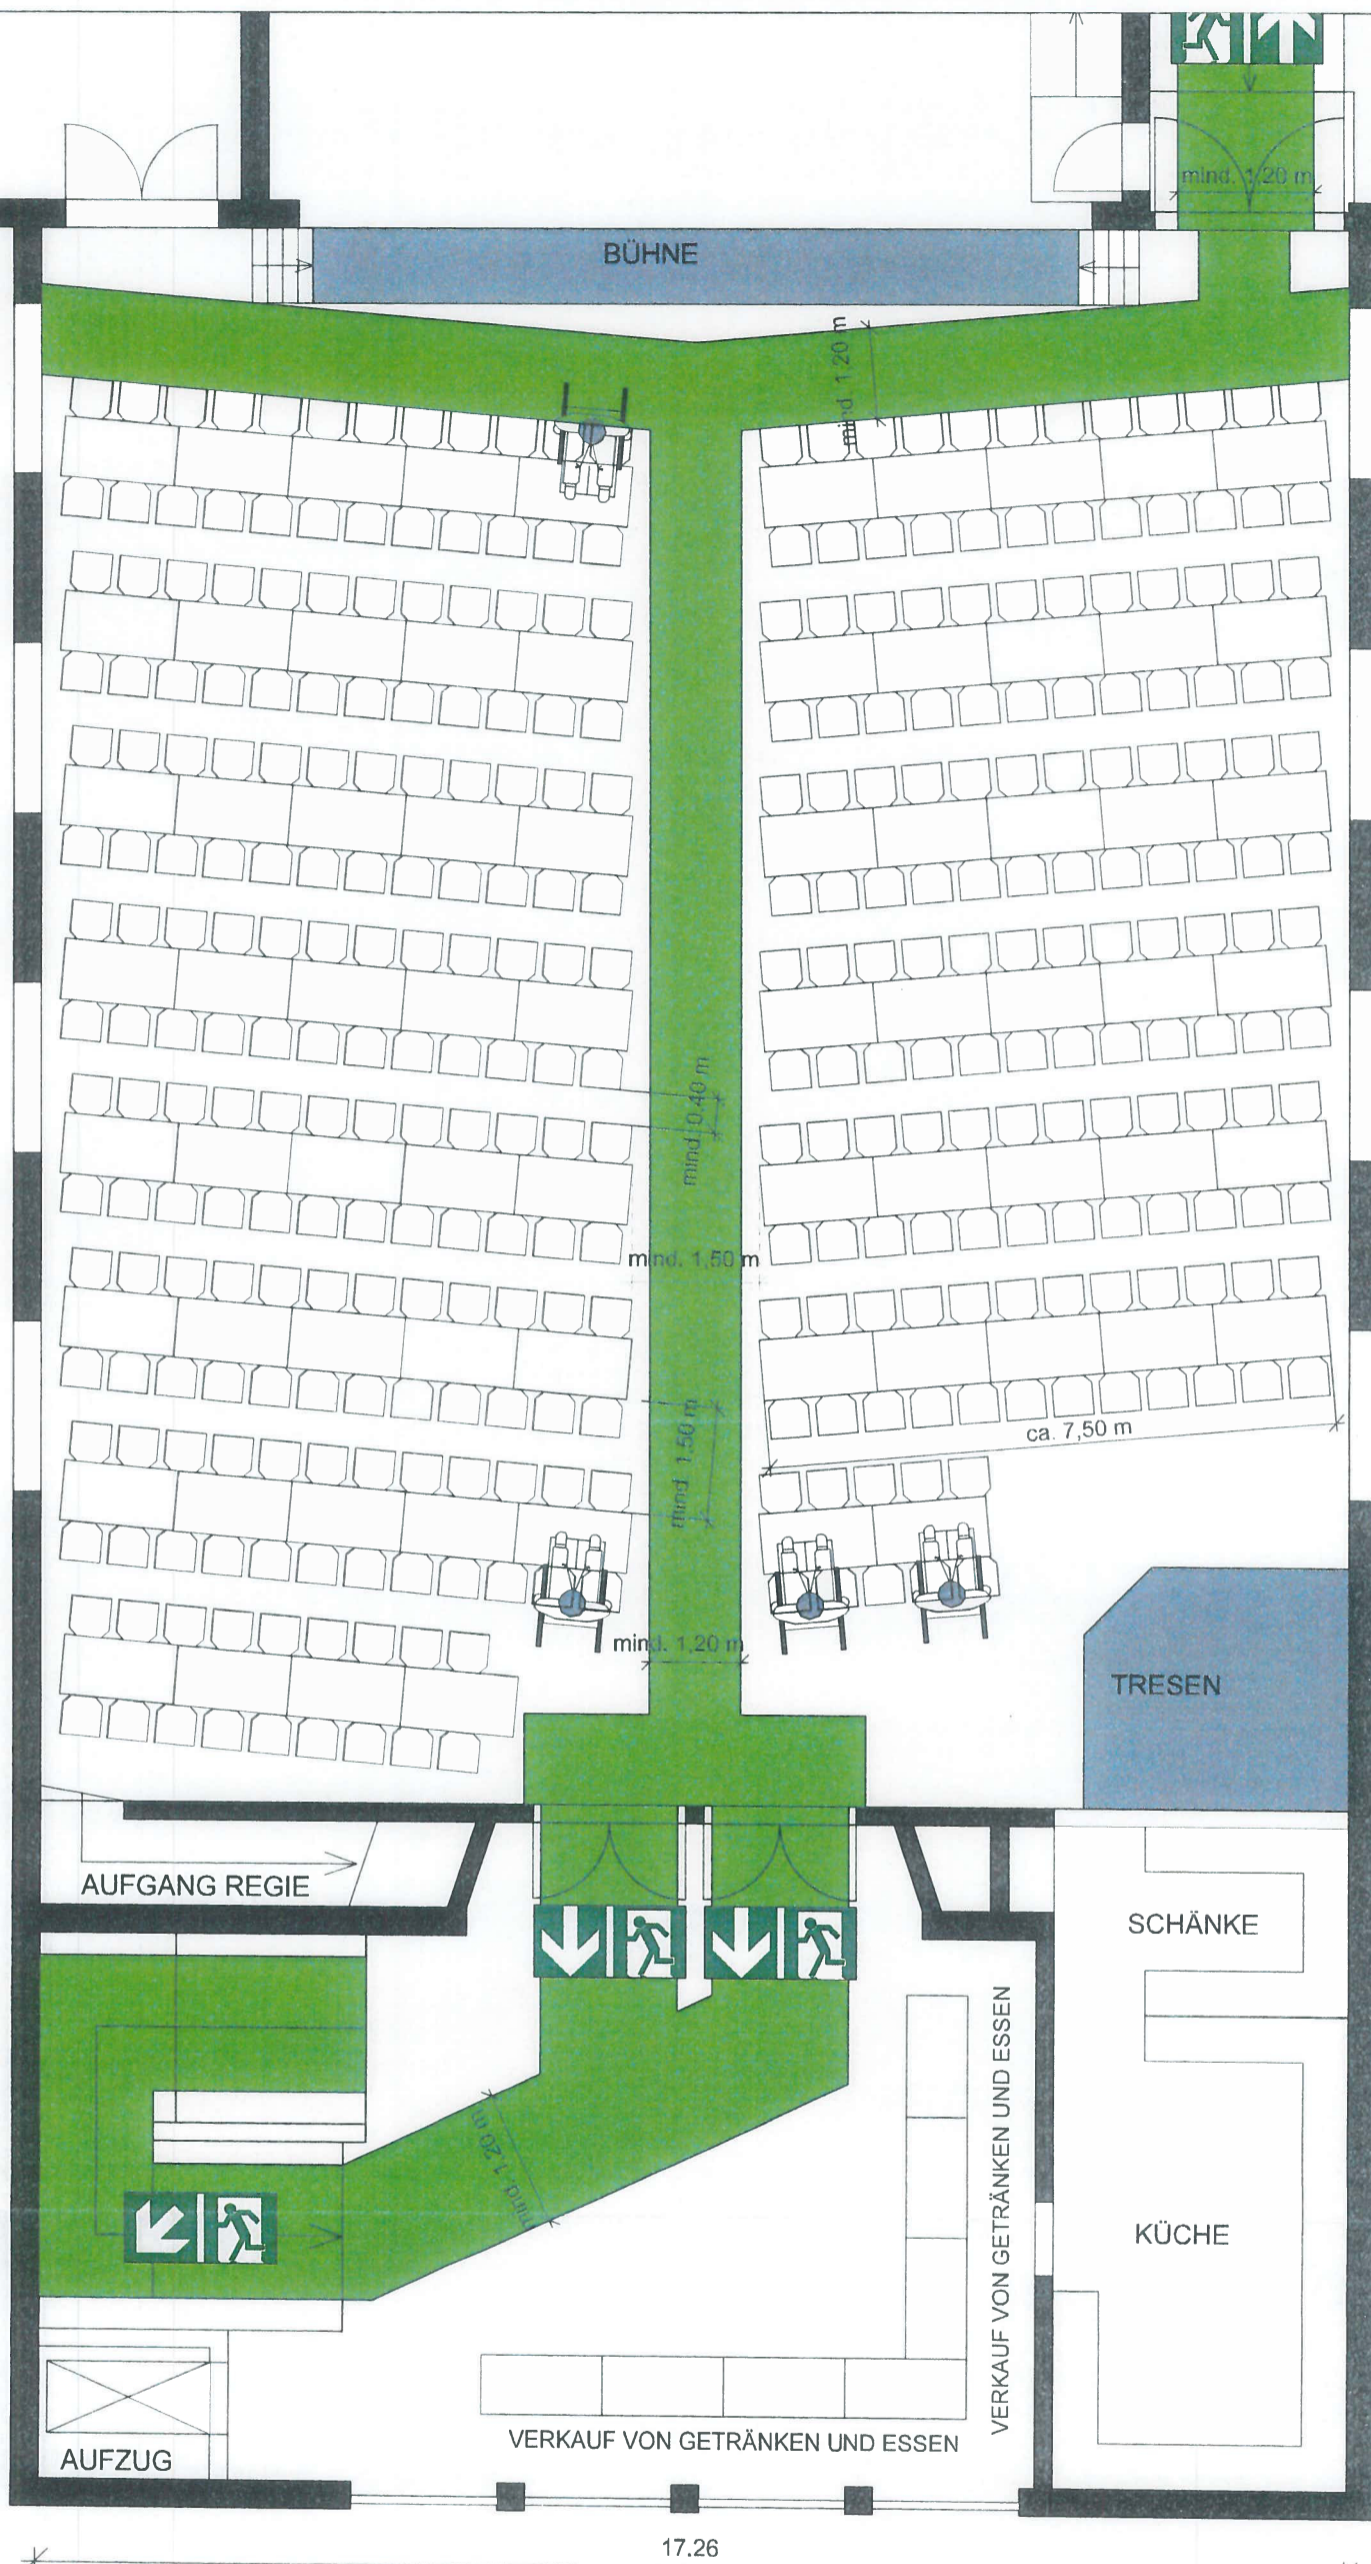 mind. 1,20 m
BÜHNE
mind. 1,20 m
mind. 0,40 m
mind. 1,50 m
mind. 1,50 m
ca. 7,50 m
mind. 1,20 m
TRESEN
AUFGANG REGIE
SCHÄNKE
mind. 1,20 m
VERKAUF VON GETRÄNKEN UND ESSEN
KÜCHE
VERKAUF VON GETRÄNKEN UND ESSEN
AUFZUG
17.26